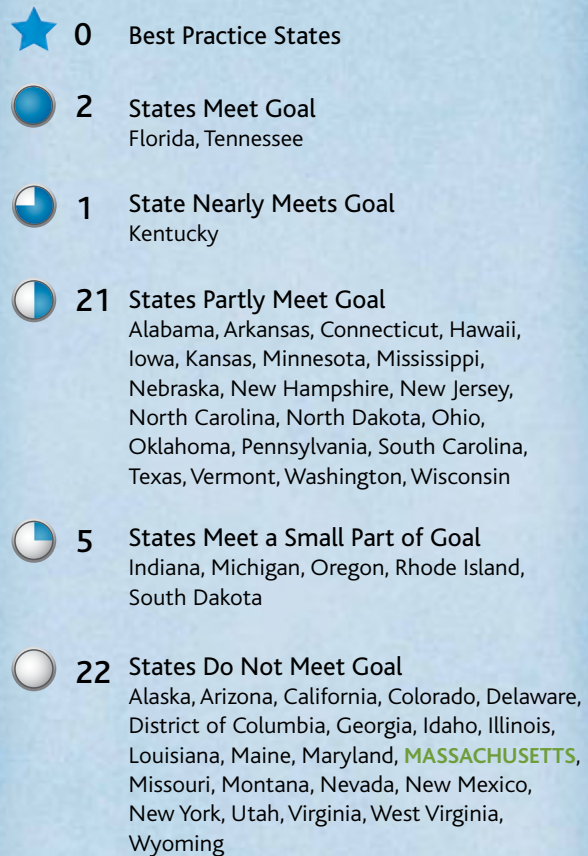 0 Best Practice States
2 States Meet Goal
Florida, Tennessee
1 State Nearly Meets Goal
Kentucky
21 States Partly Meet Goal
Alabama, Arkansas, Connecticut, Hawaii,
Iowa, Kansas, Minnesota, Mississippi,
Nebraska, New Hampshire, New Jersey,
North Carolina, North Dakota, Ohio,
Oklahoma, Pennsylvania, South Carolina,
Texas, Vermont, Washington, Wisconsin
5 States Meet a Small Part of Goal
Indiana, Michigan, Oregon, Rhode Island,
South Dakota
22 States Do Not Meet Goal
Alaska, Arizona, California, Colorado, Delaware,
District of Columbia, Georgia, Idaho, Illinois,
Louisiana, Maine, Maryland, MASSACHUSETTS,
Missouri, Montana, Nevada, New Mexico,
New York, Utah, Virginia, West Virginia,
Wyoming